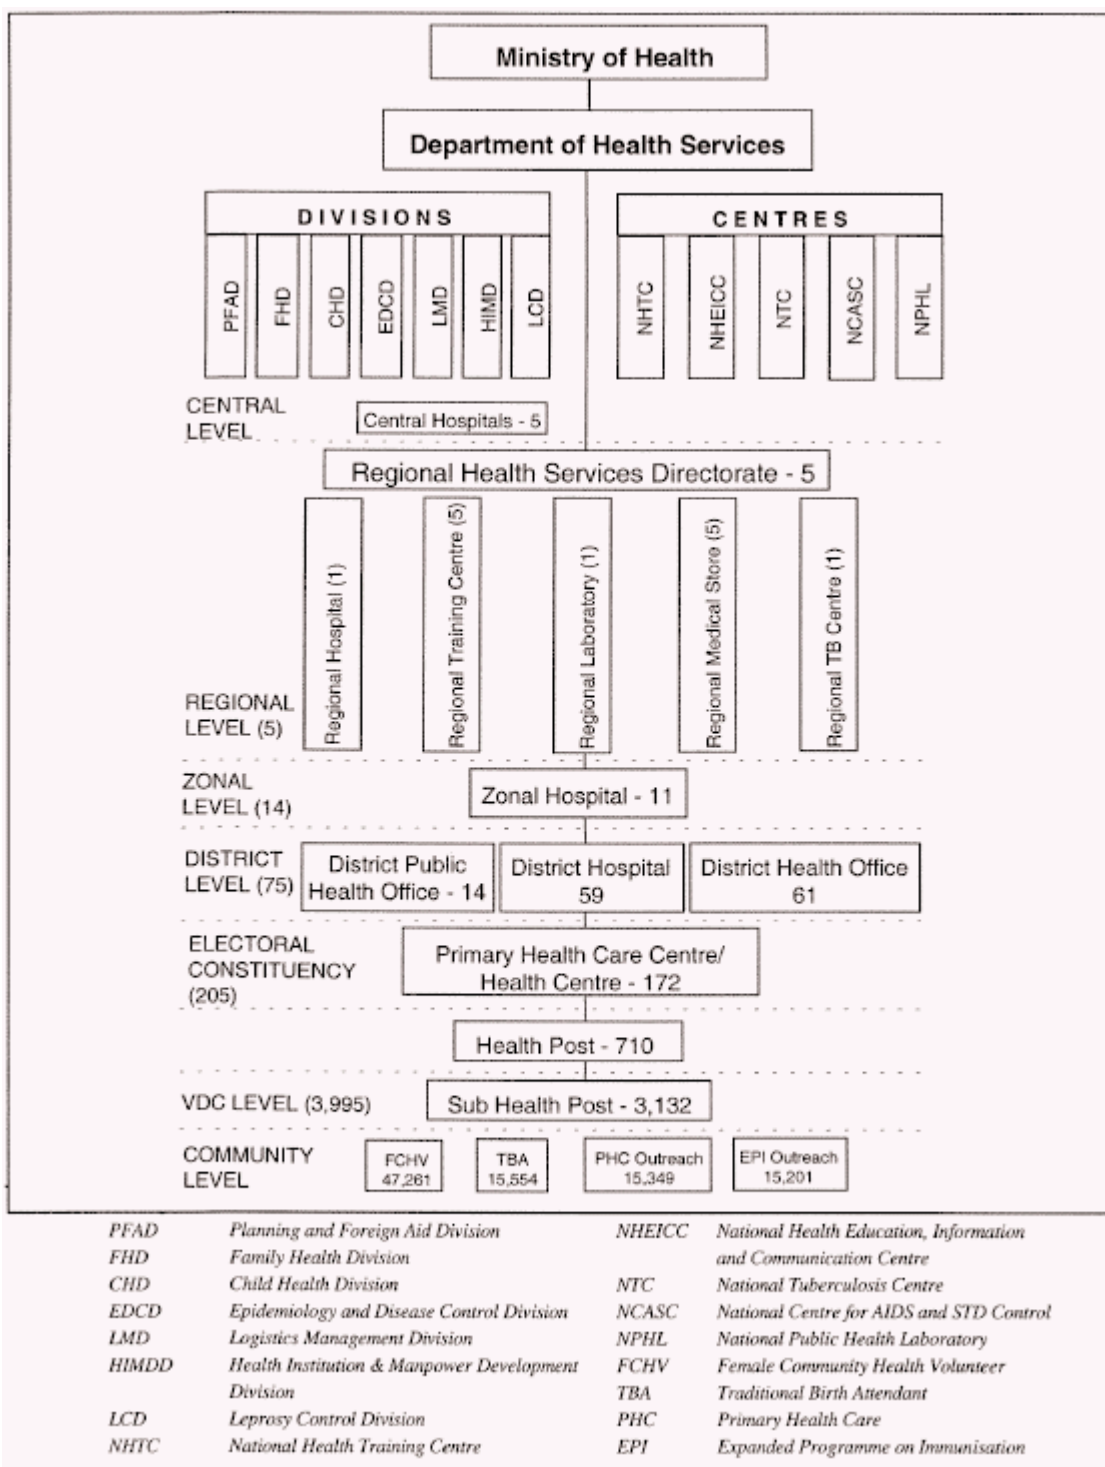 Ministry of Health
Department of Health Services
DIVISIONS
CENTRES
PFAD
FHD
CHD
EDCD
LMD
HIMD
LCD
NHTC
NHEICC
NTC
NCASC
NPHL
CENTRAL
LEVEL
Central Hospitals - 5
Regional Health Services Directorate - 5
Regional Hospital (1)
Regional Training Centre (5)
Regional Laboratory (1)
Regional Medical Store (5)
Regional TB Centre (1)
REGIONAL
LEVEL (5)
ZONAL
LEVEL (14)
Zonal Hospital - 11
DISTRICT
LEVEL (75)
District Public
Health Office - 14
District Hospital
59
District Health Office
61
ELECTORAL
CONSTITUENCY
(205)
Primary Health Care Centre/
Health Centre - 172
Health Post - 710
VDC LEVEL (3,995)
Sub Health Post - 3,132
COMMUNITY
LEVEL
FCHV
47,261
TBA
15,554
PHC Outreach
15,349
EPI Outreach
15,201
PFAD Planning and Foreign Aid Division
FHD Family Health Division
CHD Child Health Division
EDCD Epidemiology and Disease Control Division
LMD Logistics Management Division
HIMDD Health Institution & Manpower Development
Division
LCD Leprosy Control Division
NHTC National Health Training Centre
NHEICC National Health Education, Information
and Communication Centre
NTC National Tuberculosis Centre
NCASC National Centre for AIDS and STD Control
NPHL National Public Health Laboratory
FCHV Female Community Health Volunteer
TBA Traditional Birth Attendant
PHC Primary Health Care
EPI Expanded Programme on Immunisation